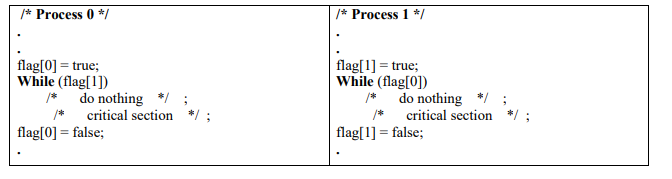 /* Process 0 */
.
.
flag[0] = true;
While (flag[1])
/* do nothing */ ;
/* critical section */ ;
flag[0] = false;
.
/* Process 1 */
.
.
flag[1] = true;
While (flag[0])
/* do nothing */ ;
/* critical section */ ;
flag[1] = false;
.